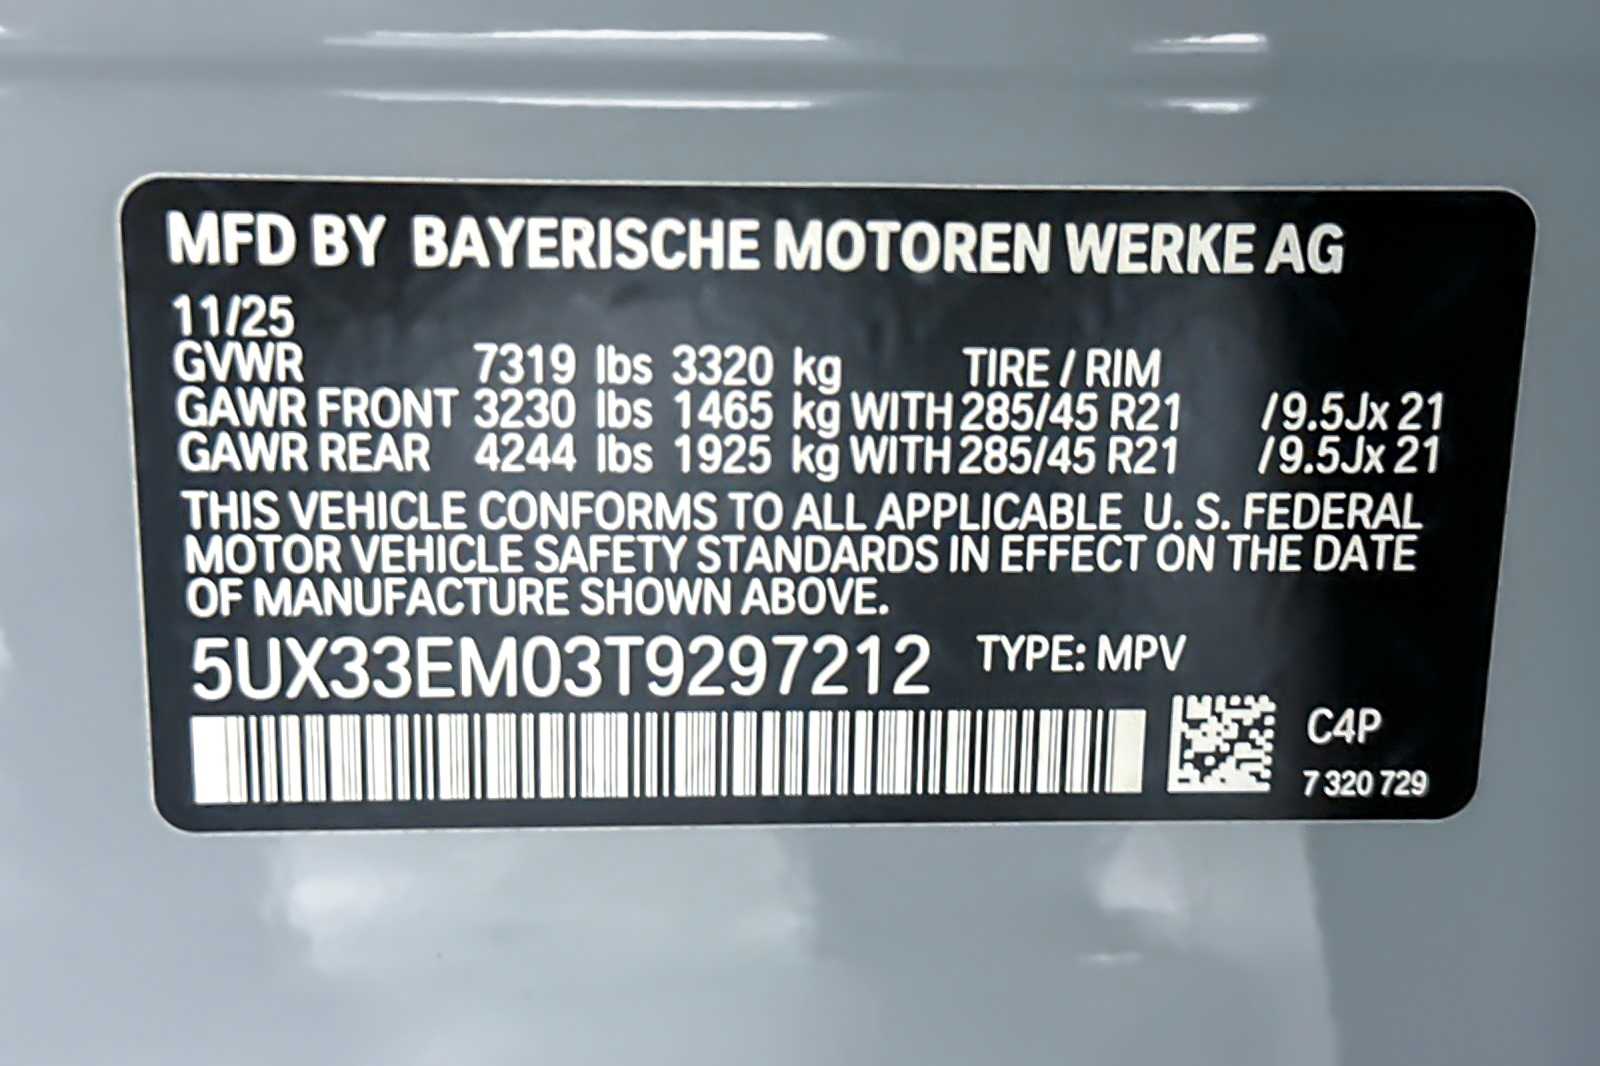 MFD BY BAYERISCHE MOTOREN WERKE AG
11/25
GVWR 7319 lbs 3320 kg TIRE / RIM
GAWR FRONT 3230 lbs 1465 kg WITH 285/45 R21 /9.5Jx 21
GAWR REAR 4244 lbs 1925 kg WITH 285/45 R21 /9.5Jx 21
THIS VEHICLE CONFORMS TO ALL APPLICABLE U. S. FEDERAL
MOTOR VEHICLE SAFETY STANDARDS IN EFFECT ON THE DATE
OF MANUFACTURE SHOWN ABOVE.
5UX33EM03T9297212 TYPE: MPV
C4P
7 320 729